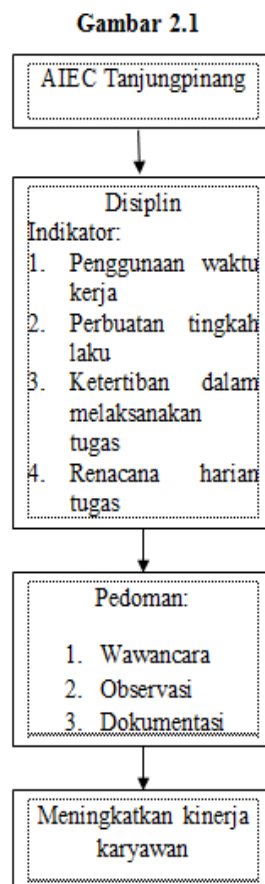 Gambar 2.1
AIEC Tanjungpinang
Disiplin
Indikator:
1. Penggunaan waktu
kerja
2. Perbuatan tingkah
laku
3. Ketertiban dalam
melaksanakan
tugas
4. Renacana harian
tugas
Pedoman:
1. Wawancara
2. Observasi
3. Dokumentasi
Meningkatkan kinerja
karyawan